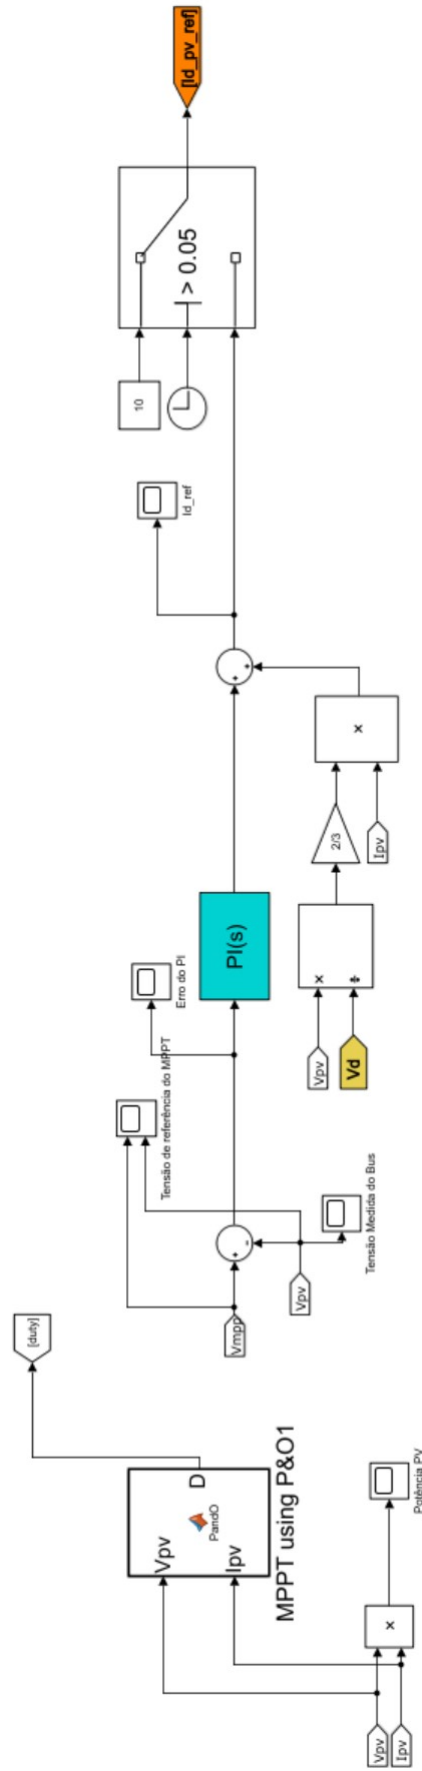 Vpv
Ipv
×
Potência PV
Vpv
Ipv
PandO
D
MPPT using P&O1
[duty]
Vmpp
Vpv
+
-
Tensão Medida do Bus
Tensão de referência do MPPT
Erro do PI
PI(s)
Vpv
Vd
×
÷
2/3
Ipv
×
+
+
Id_ref
10
> 0.05
[Id_pv_ref]